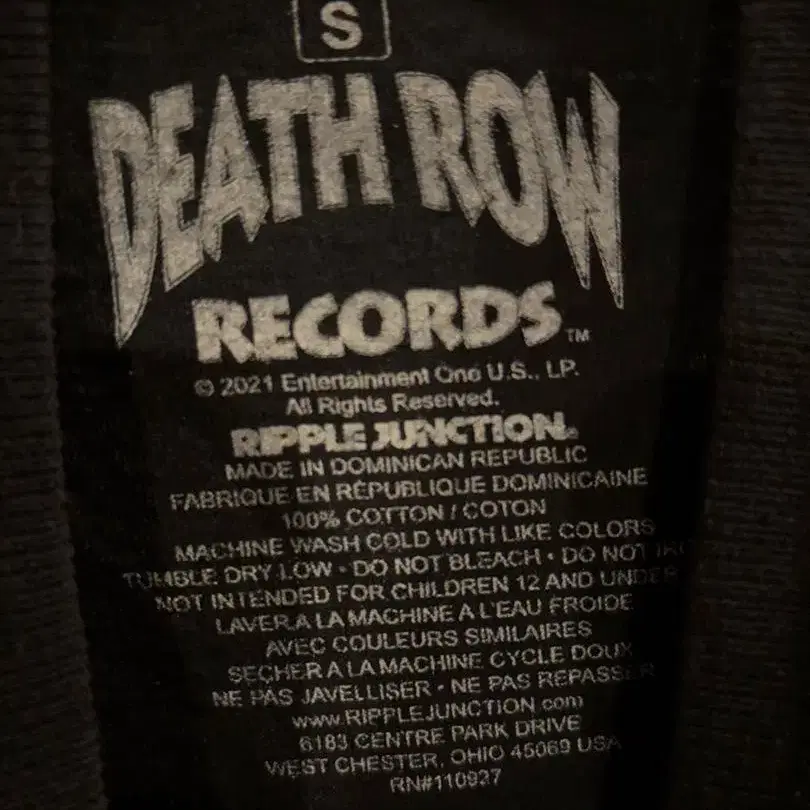 S
DEATH ROW
RECORDS™
© 2021 Entertainment One U.S., LP.
All Rights Reserved.
RIPPLE JUNCTION®
MADE IN DOMINICAN REPUBLIC
FABRIQUE EN RÉPUBLIQUE DOMINICAINE
100% COTTON / COTON
MACHINE WASH COLD WITH LIKE COLORS
TUMBLE DRY LOW • DO NOT BLEACH • DO NOT
NOT INTENDED FOR CHILDREN 12 AND UNDER
LAVER A LA MACHINE A L'EAU FROIDE
AVEC COULEURS SIMILAIRES
SECHER A LA MACHINE CYCLE DOUX
NE PAS JAVELLISER • NE PAS REPASSER
www.RIPPLEJUNCTION.com
6183 CENTRE PARK DRIVE
WEST CHESTER, OHIO 45069 USA
RN#110927